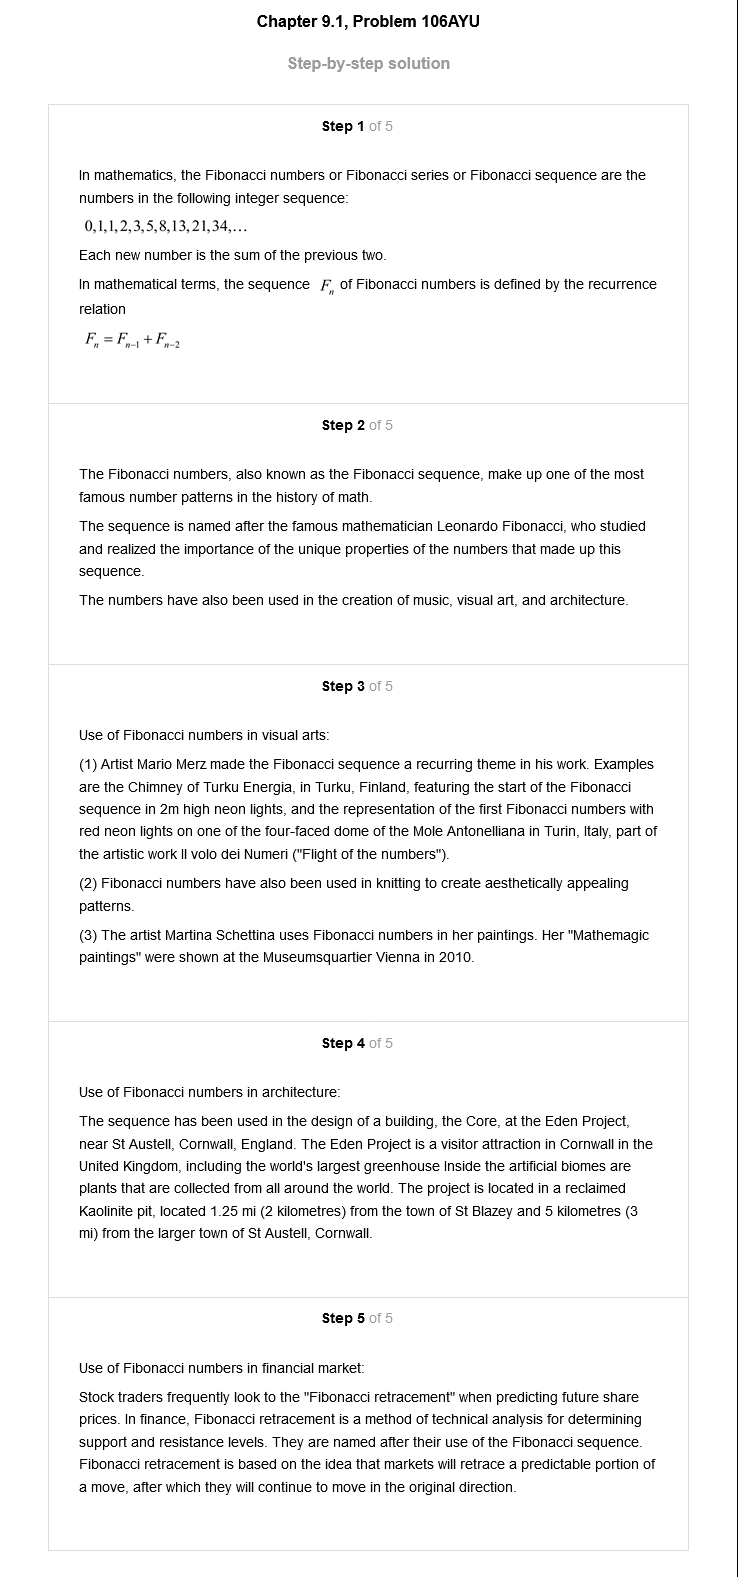 Chapter 9.1, Problem 106AYU
Step-by-step solution
Step 1 of 5
In mathematics, the Fibonacci numbers or Fibonacci series or Fibonacci sequence are the
numbers in the following integer sequence:
0,1,1,2,3,5,8,13,21,34,…
Each new number is the sum of the previous two.
In mathematical terms, the sequence Fₙ of Fibonacci numbers is defined by the recurrence
relation
Fₙ = Fₙ₋₁ + Fₙ₋₂
Step 2 of 5
The Fibonacci numbers, also known as the Fibonacci sequence, make up one of the most
famous number patterns in the history of math.
The sequence is named after the famous mathematician Leonardo Fibonacci, who studied
and realized the importance of the unique properties of the numbers that made up this
sequence.
The numbers have also been used in the creation of music, visual art, and architecture.
Step 3 of 5
Use of Fibonacci numbers in visual arts:
(1) Artist Mario Merz made the Fibonacci sequence a recurring theme in his work. Examples
are the Chimney of Turku Energia, in Turku, Finland, featuring the start of the Fibonacci
sequence in 2m high neon lights, and the representation of the first Fibonacci numbers with
red neon lights on one of the four-faced dome of the Mole Antonelliana in Turin, Italy, part of
the artistic work Il volo dei Numeri ("Flight of the numbers").
(2) Fibonacci numbers have also been used in knitting to create aesthetically appealing
patterns.
(3) The artist Martina Schettina uses Fibonacci numbers in her paintings. Her "Mathemagic
paintings" were shown at the Museumsquartier Vienna in 2010.
Step 4 of 5
Use of Fibonacci numbers in architecture:
The sequence has been used in the design of a building, the Core, at the Eden Project,
near St Austell, Cornwall, England. The Eden Project is a visitor attraction in Cornwall in the
United Kingdom, including the world's largest greenhouse Inside the artificial biomes are
plants that are collected from all around the world. The project is located in a reclaimed
Kaolinite pit, located 1.25 mi (2 kilometres) from the town of St Blazey and 5 kilometres (3
mi) from the larger town of St Austell, Cornwall.
Step 5 of 5
Use of Fibonacci numbers in financial market:
Stock traders frequently look to the "Fibonacci retracement" when predicting future share
prices. In finance, Fibonacci retracement is a method of technical analysis for determining
support and resistance levels. They are named after their use of the Fibonacci sequence.
Fibonacci retracement is based on the idea that markets will retrace a predictable portion of
a move, after which they will continue to move in the original direction.